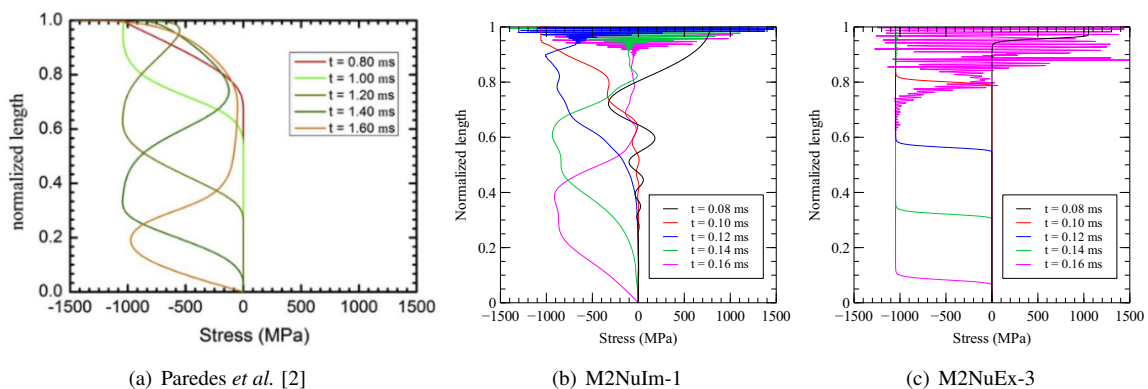 1.0
0.8
0.6
0.4
0.2
0.0
normalized length
-1500 -1000 -500 0 500 1000 1500
Stress (MPa)
t = 0.80 ms
t = 1.00 ms
t = 1.20 ms
t = 1.40 ms
t = 1.60 ms
(a) Paredes et al. [2]
1
0.8
0.6
0.4
0.2
0
Normalized length
−1500 −1000 −500 0 500 1000 1500
Stress (MPa)
t = 0.08 ms
t = 0.10 ms
t = 0.12 ms
t = 0.14 ms
t = 0.16 ms
(b) M2NuIm-1
1
0.8
0.6
0.4
0.2
0
Normalized length
−1500 −1000 −500 0 500 1000 1500
Stress (MPa)
t = 0.08 ms
t = 0.10 ms
t = 0.12 ms
t = 0.14 ms
t = 0.16 ms
(c) M2NuEx-3